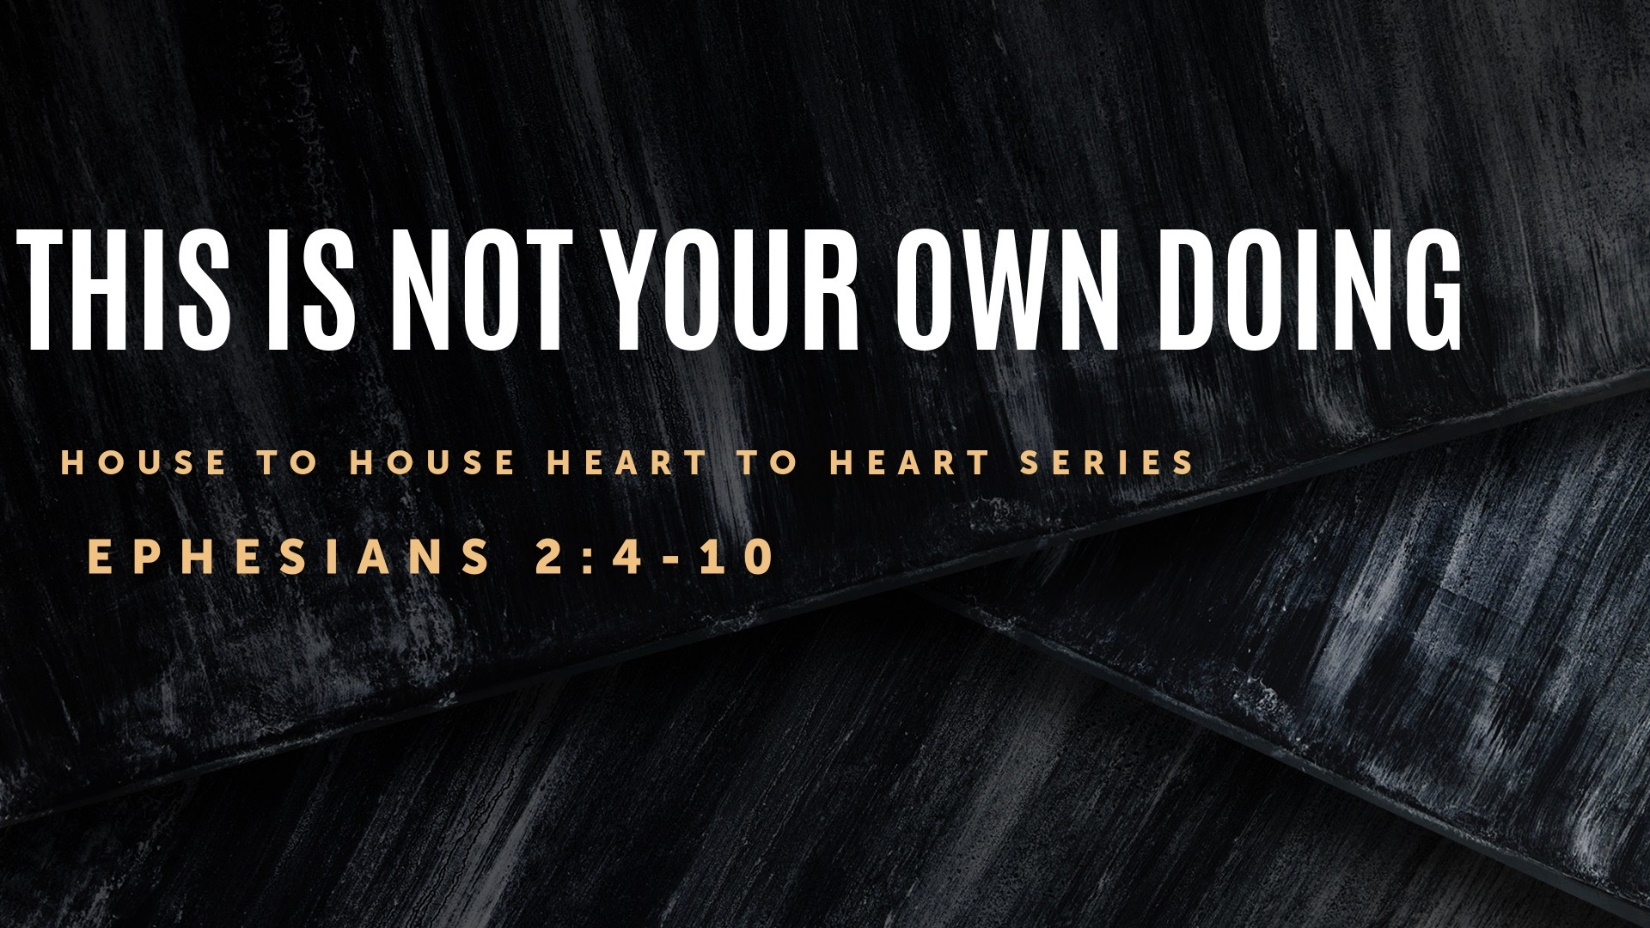 THIS IS NOT YOUR OWN DOING
HOUSE TO HOUSE HEART TO HEART SERIES
EPHESIANS 2:4-10